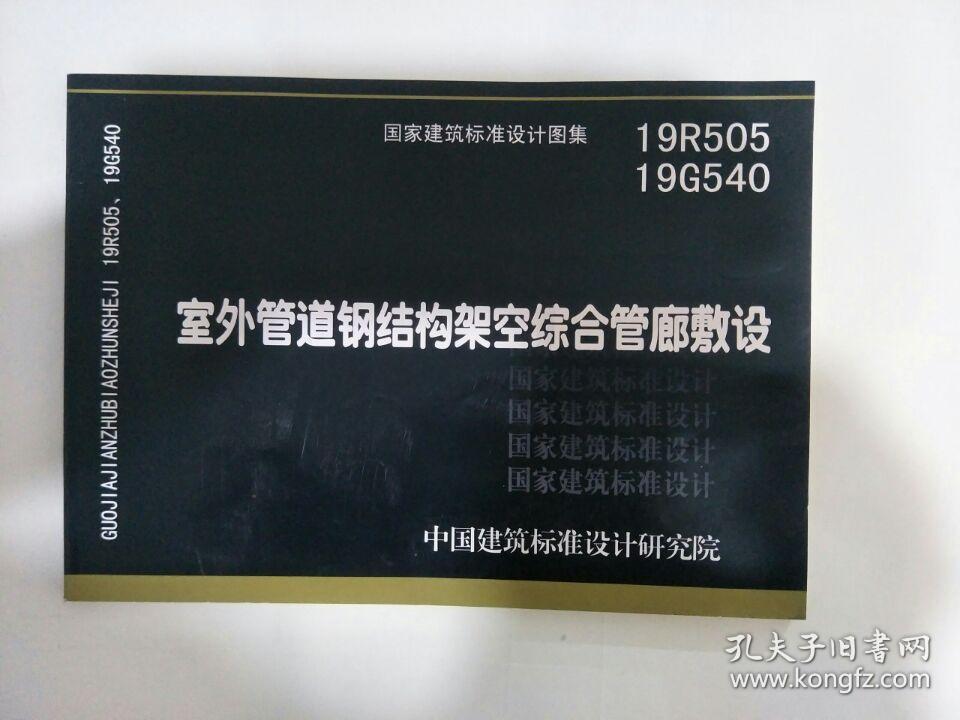 国家建筑标准设计图集
19R505
19G540
GUOJIAJIANZHUBIAOZHUNSHEJI 19R505、19G540
室外管道钢结构架空综合管廊敷设
国家建筑标准设计
国家建筑标准设计
国家建筑标准设计
国家建筑标准设计
中国建筑标准设计研究院
孔夫子旧书网
www.kongfz.com